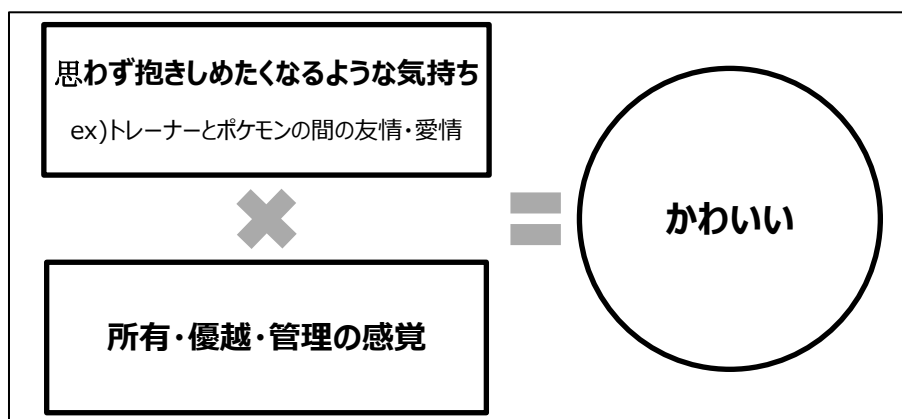 思わず抱きしめたくなるような気持ち
ex)トレーナーとポケモンの間の友情・愛情
かわいい
所有・優越・管理の感覚